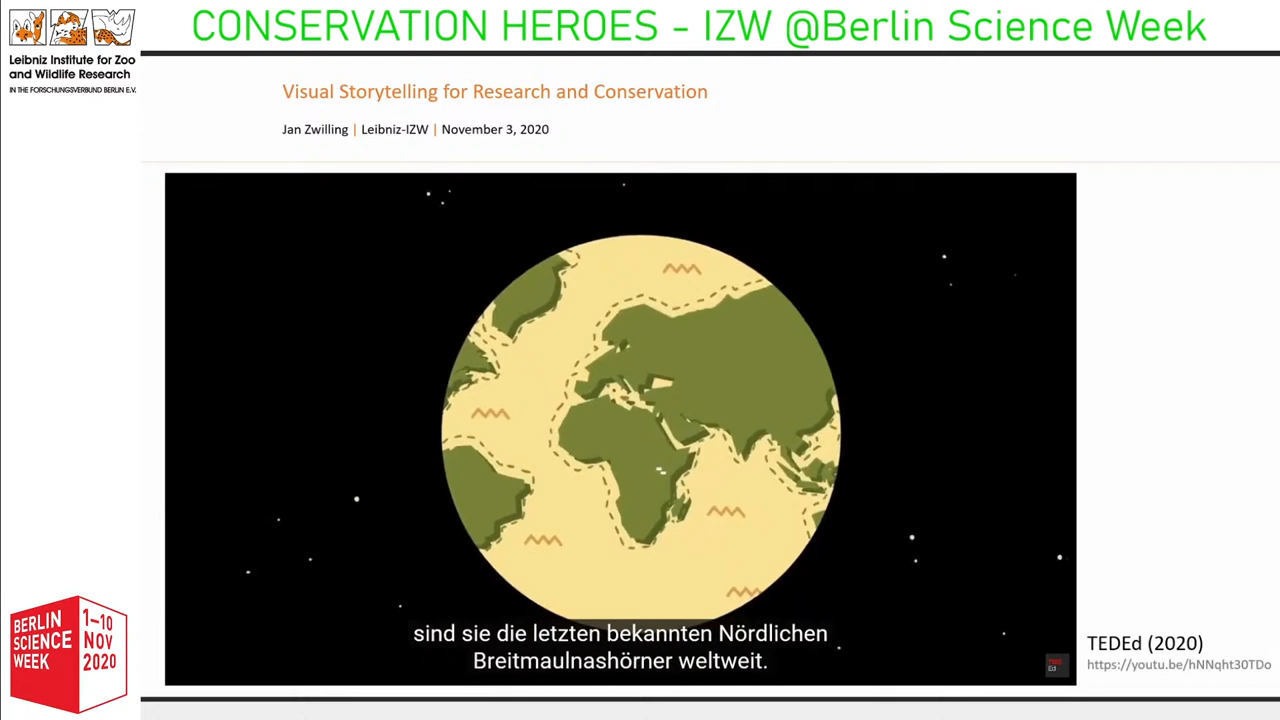 CONSERVATION HEROES - IZW @Berlin Science Week
Leibniz Institute for Zoo
and Wildlife Research
IN THE FORSCHUNGSVERBUND BERLIN E.V.
Visual Storytelling for Research and Conservation
Jan Zwilling | Leibniz-IZW | November 3, 2020
sind sie die letzten bekannten Nördlichen
Breitmaulnashörner weltweit.
TEDEd (2020)
https://youtu.be/hNNqht30TDo
BERLIN
SCIENCE
WEEK
1–10
NOV
2020